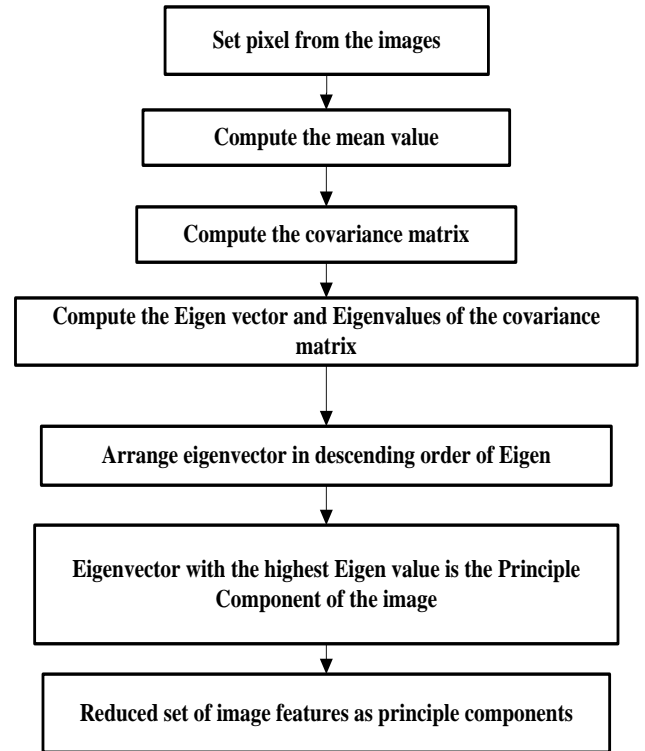 Set pixel from the images
Compute the mean value
Compute the covariance matrix
Compute the Eigen vector and Eigenvalues of the covariance
matrix
Arrange eigenvector in descending order of Eigen
Eigenvector with the highest Eigen value is the Principle
Component of the image
Reduced set of image features as principle components